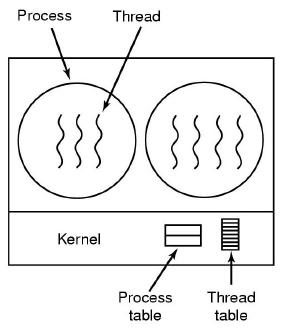 Process
Thread
Kernel
Process
table
Thread
table